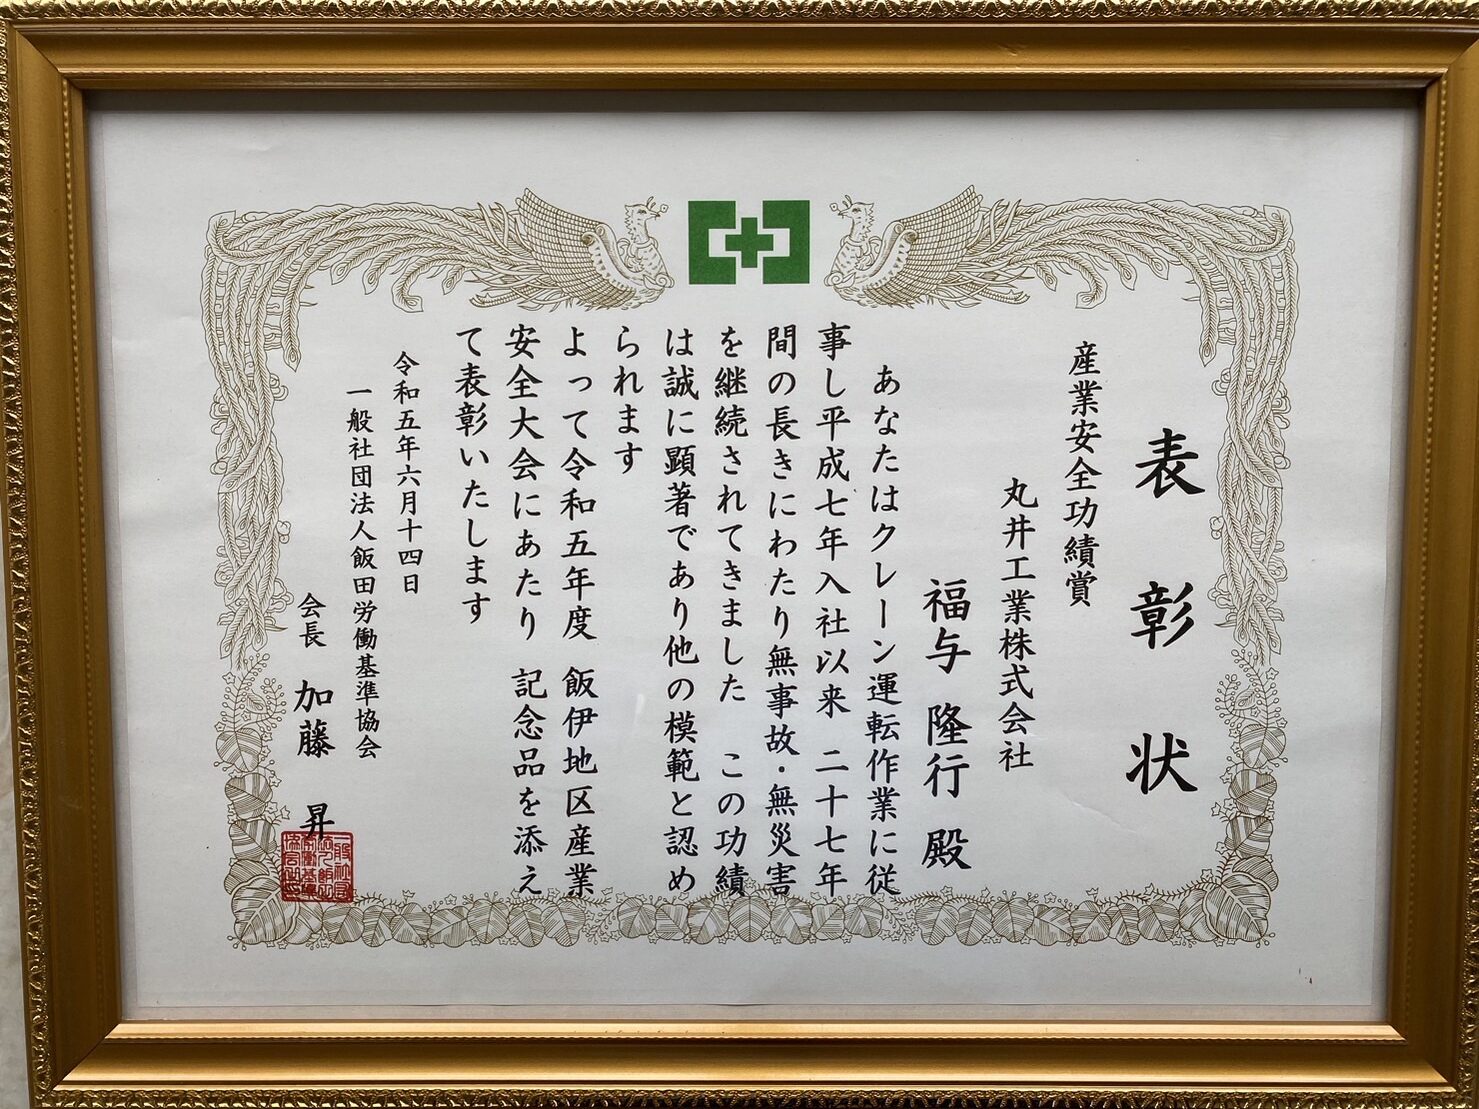 表彰状
産業安全功績賞
丸井工業株式会社
福与 隆行 殿
あなたはクレーン運転作業に従
事し平成七年入社以来 二十七年
間の長きにわたり無事故・無災害
を継続されてきました この功績
は誠に顕著であり他の模範と認め
られます
よって令和五年度 飯伊地区産業
安全大会にあたり 記念品を添え
て表彰いたします
令和五年六月十四日
一般社団法人飯田労働基準協会
会長 加藤 昇